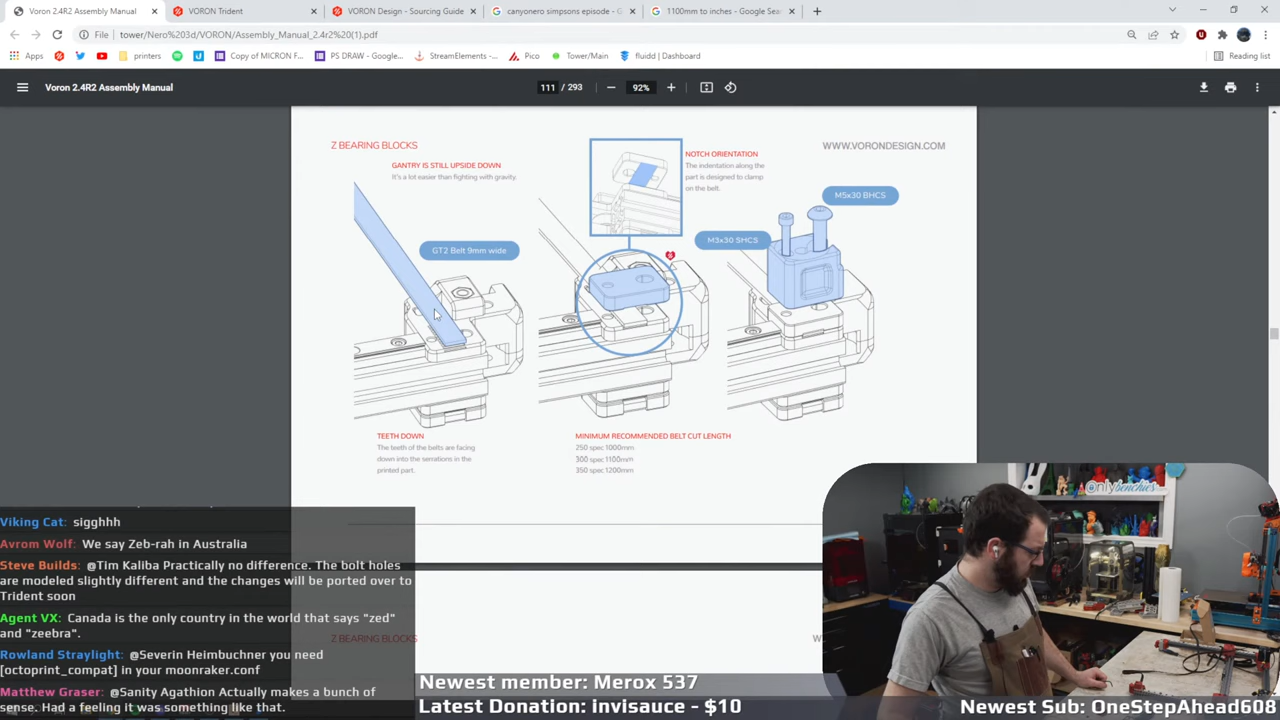 Voron 2.4R2 Assembly Manual
VORON Trident
VORON Design - Sourcing Guide
canyonero simpsons episode - G
1100mm to inches - Google Sea
File
tower/Nero%203d/VORON/Assembly_Manual_2.4r2%20(1).pdf
Apps
printers
Copy of MICRON F...
PS DRAW - Google...
StreamElements -...
Pico
Tower/Main
fluidd | Dashboard
Reading list
Voron 2.4R2 Assembly Manual
111 / 293
92%
Z BEARING BLOCKS
WWW.VORONDESIGN.COM
GANTRY IS STILL UPSIDE DOWN
It's a lot easier than fighting with gravity.
NOTCH ORIENTATION
The indentation along the
part is designed to clamp
on the belt.
M5x30 BHCS
M3x30 SHCS
GT2 Belt 9mm wide
TEETH DOWN
The teeth of the belts are facing
down into the serrations in the
printed part.
MINIMUM RECOMMENDED BELT CUT LENGTH
250 spec 1000mm
300 spec 1100mm
350 spec 1200mm
@nlybenchies
Z BEARING BLOCKS
Viking Cat: sigghhh
Avrom Wolf: We say Zeb-rah in Australia
Steve Builds: @Tim Kaliba Practically no difference. The bolt holes
are modeled slightly different and the changes will be ported over to
Trident soon
Agent VX: Canada is the only country in the world that says "zed"
and "zeebra".
Rowland Straylight: @Severin Heimbuchner you need
[octoprint_compat] in your moonraker.conf
Matthew Graser: @Sanity Agathion Actually makes a bunch of
sense. Had a feeling it was something like that.
Newest member: Merox 537
Latest Donation: invisauce - $10
Newest Sub: OneStepAhead608